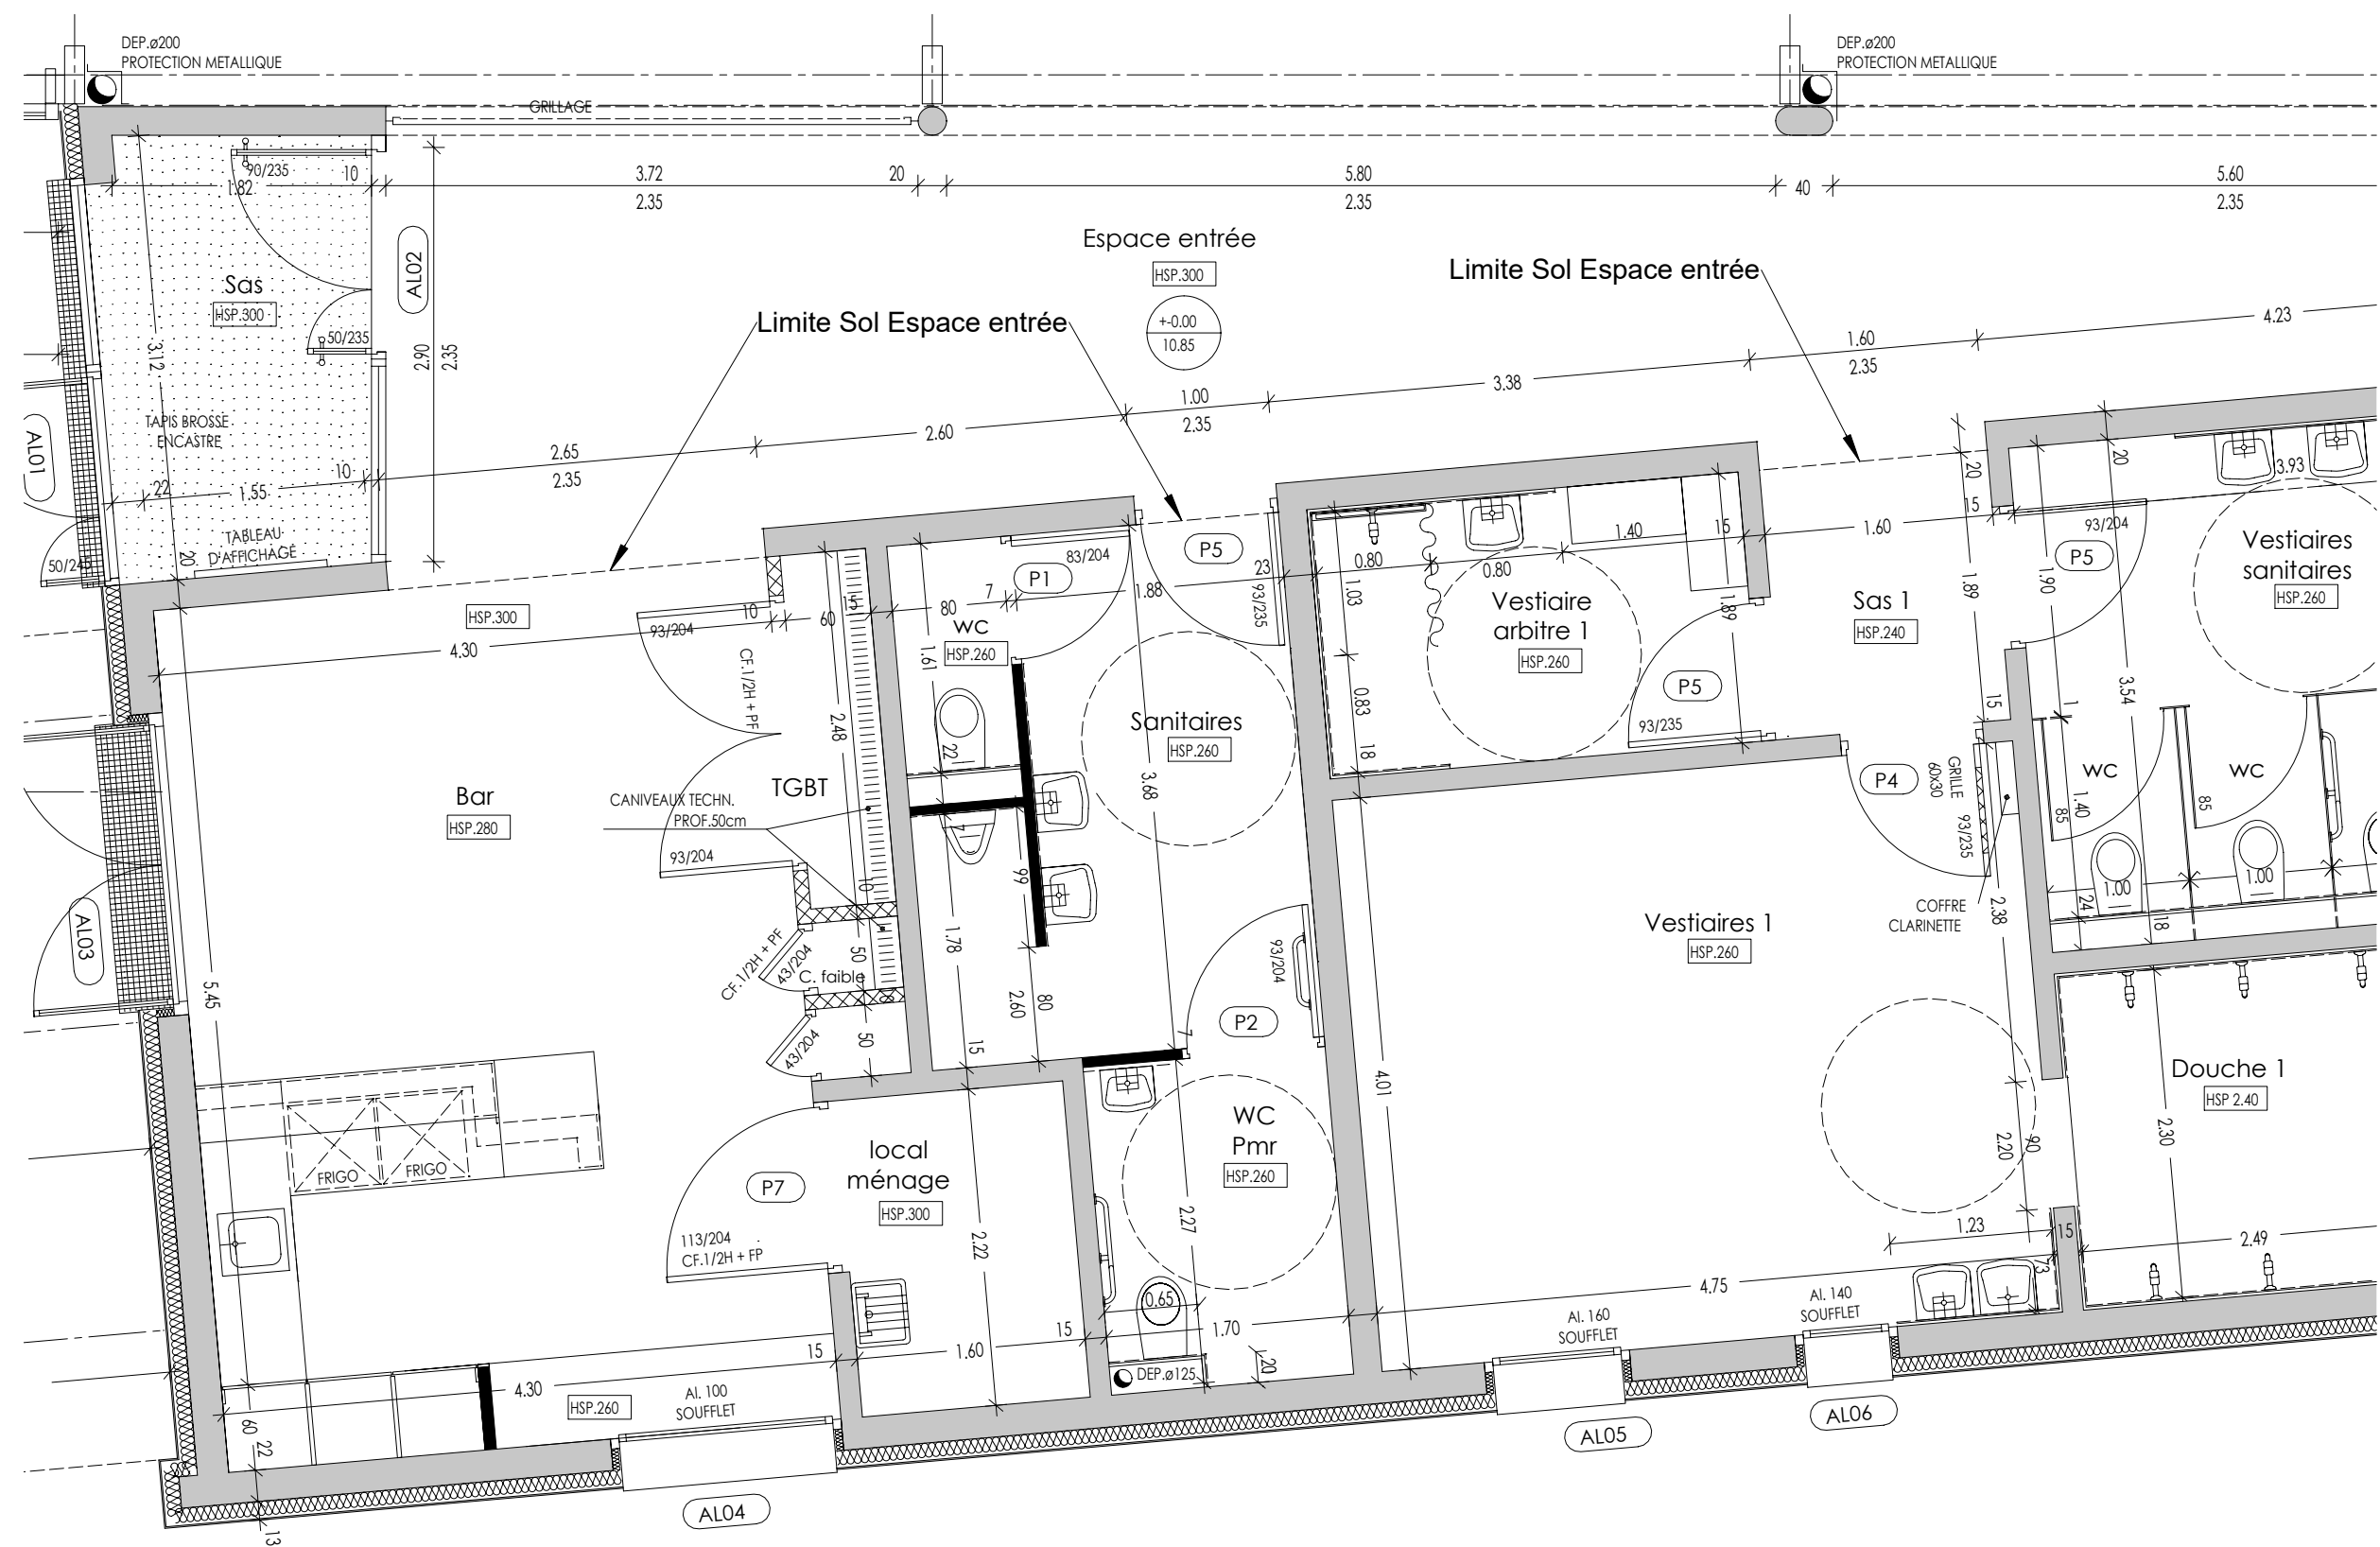 DEP.ø200
PROTECTION METALLIQUE
DEP.ø200
PROTECTION METALLIQUE
GRILLAGE
90/235
10
1.82
3.72
2.35
20
5.80
2.35
40
5.60
2.35
Espace entrée
HSP.300
+-0.00
10.85
Limite Sol Espace entrée
Limite Sol Espace entrée
AL02
Sas
HSP.300
50/235
3.12
2.90
2.35
TAPIS BROSSE
ENCASTRE
AL01
10
22
1.55
TABLEAU
D'AFFICHAGE
20
50/245
2.65
2.35
2.60
1.00
2.35
3.38
1.60
2.35
4.23
HSP.300
4.30
93/204
10
60
15
80
7
1.88
23
83/204
P1
P5
93/235
WC
HSP.260
1.61
22
CF.1/2H + PF
2.48
TGBT
CANIVEAUX TECHN.
PROF.50cm
93/204
10
Bar
HSP.280
AL03
5.45
CF.1/2H + PF
43/204
C. faible
50
8
43/204
50
Sanitaires
HSP.260
3.68
7
99
1.78
2.60
80
15
93/204
P2
7
0.80
0.80
1.40
15
1.03
0.83
18
Vestiaire
arbitre 1
HSP.260
1.89
P5
93/235
1.60
15
20
1.89
Sas 1
HSP.240
15
P4
GRILLE
60x30
93/235
COFFRE
CLARINETTE
2.38
20
3.93
93/204
P5
1.90
Vestiaires
sanitaires
HSP.260
1
3.54
WC
WC
85
85
1.40
1.00
1.00
24
18
Vestiaires 1
HSP.260
4.01
Douche 1
HSP 2.40
2.30
2.20
90
1.23
15
2.49
73
4.75
FRIGO
FRIGO
P7
113/204
CF.1/2H + FP
local
ménage
HSP.300
2.22
WC
Pmr
HSP.260
2.27
0.65
15
1.60
15
1.70
20
DEP.ø125
4.30
HSP.260
Al. 100
SOUFFLET
Al. 160
SOUFFLET
Al. 140
SOUFFLET
60
22
13
AL04
AL05
AL06